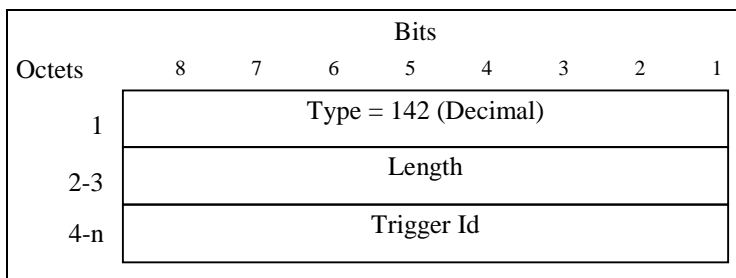 Bits
Octets 8 7 6 5 4 3 2 1
1 Type = 142 (Decimal)
2-3 Length
4-n Trigger Id